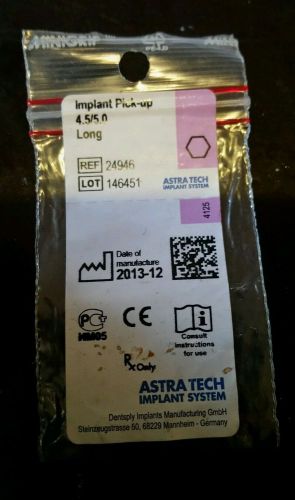 MINIGRIP
Implant Pick-up
4.5/5.0
Long
REF 24946
LOT 146451
ASTRA TECH
IMPLANT SYSTEM
4125
Date of
manufacture
2013-12
MM05
CE
Consult
instructions
for use
Rx Only
ASTRA TECH
IMPLANT SYSTEM
Dentsply Implants Manufacturing GmbH
Steinzeugstrasse 50, 68229 Mannheim - Germany